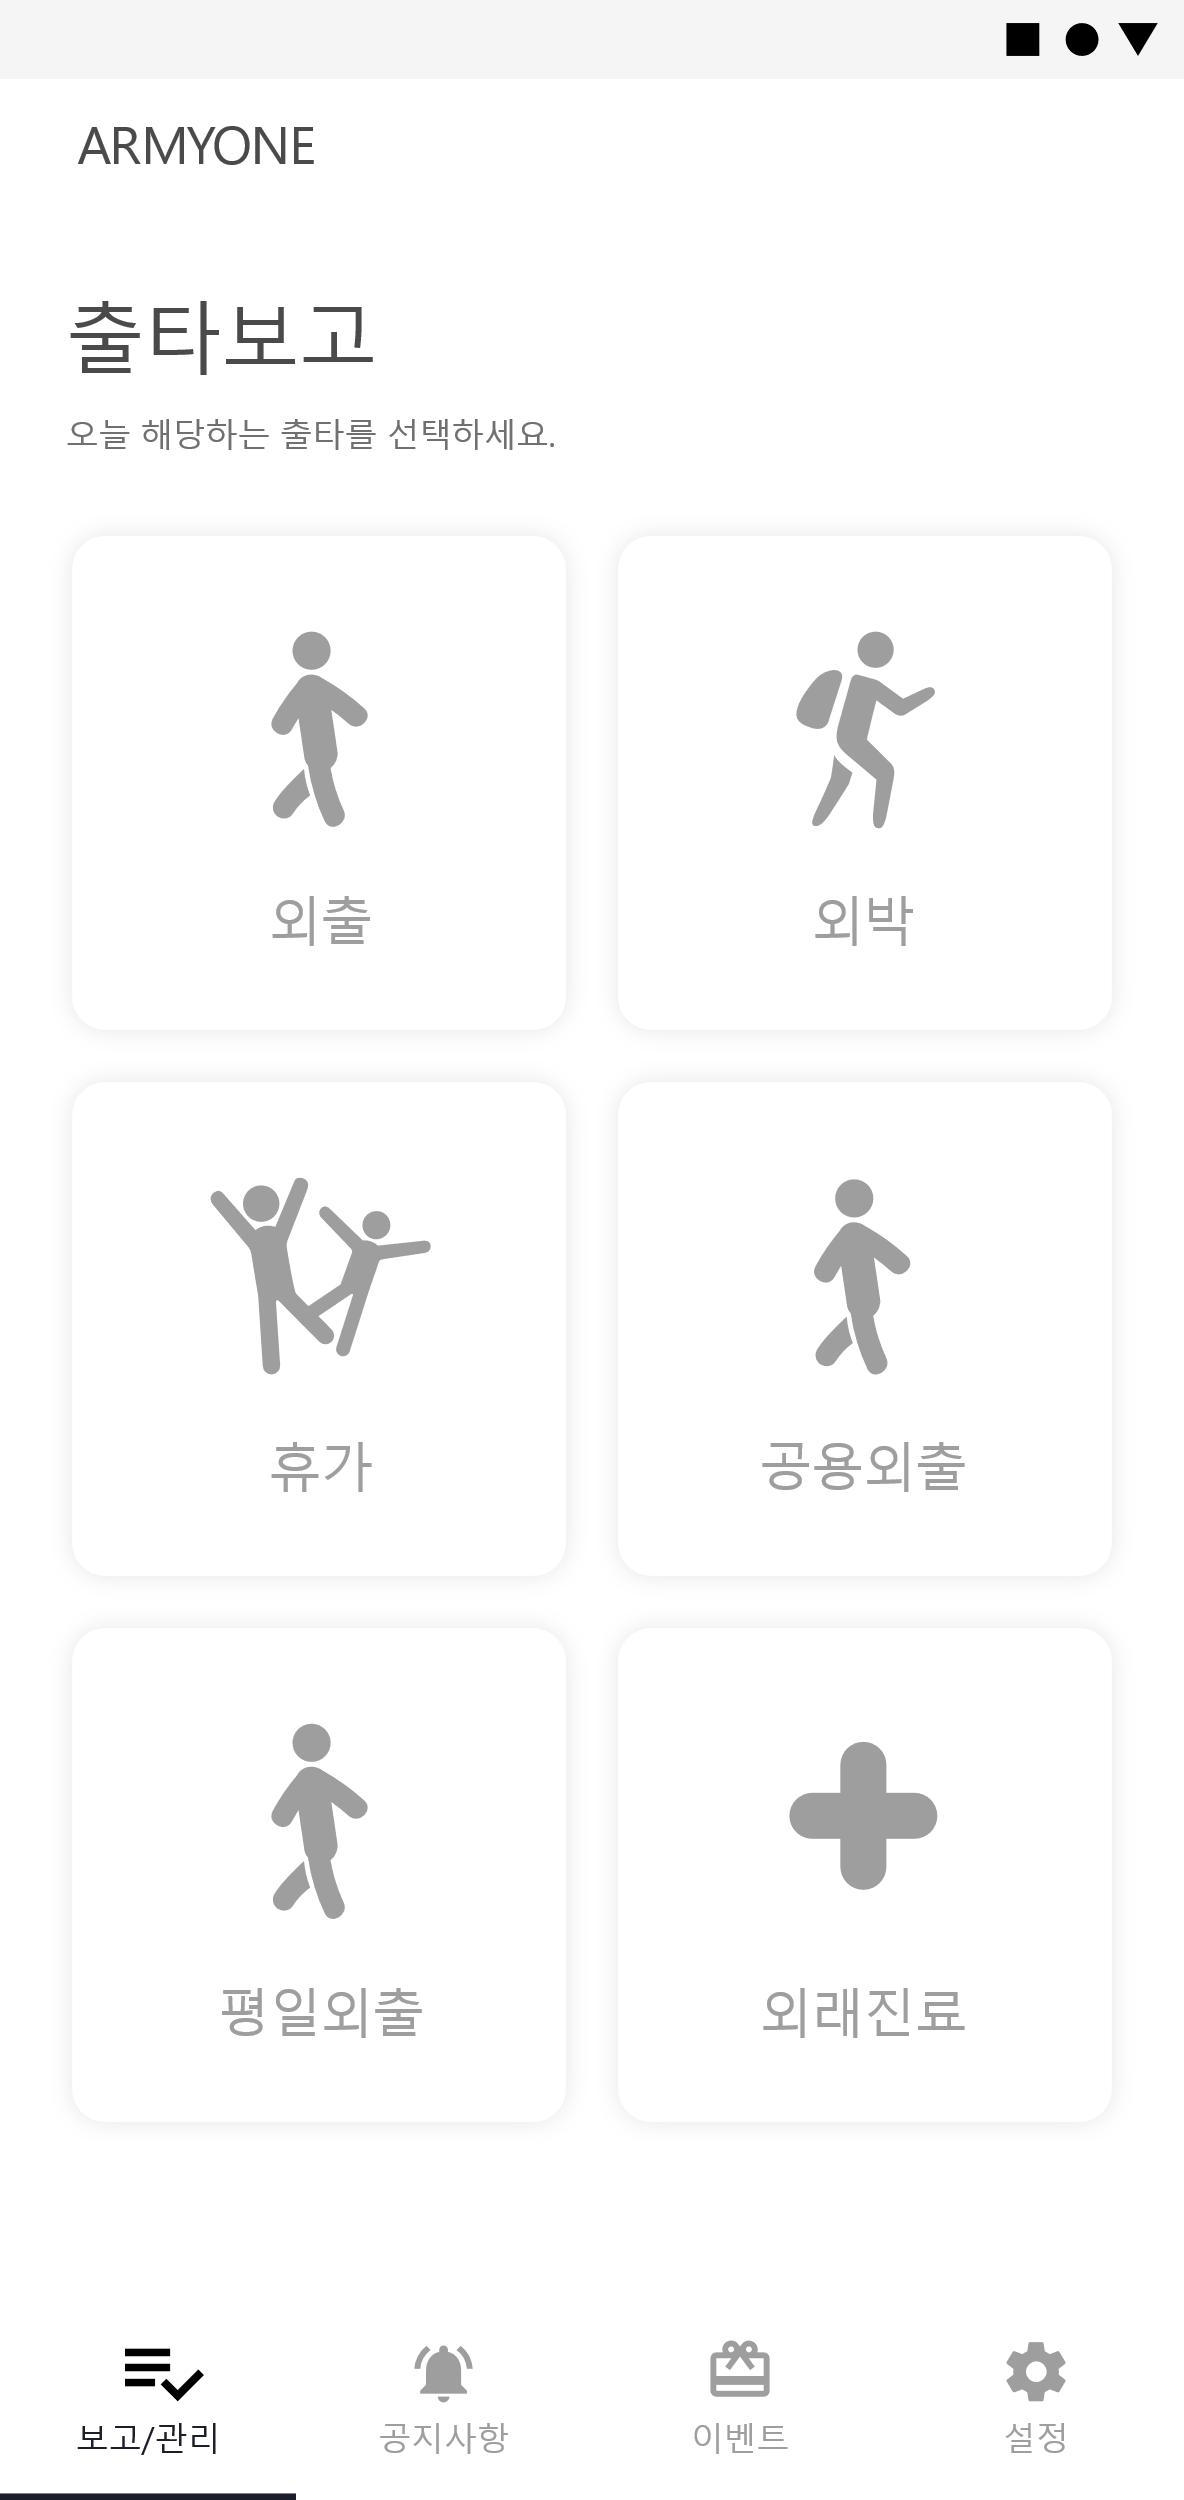 ARMYONE
출타보고
오늘 해당하는 출타를 선택하세요.
외출
외박
휴가
공용외출
평일외출
외래진료
보고/관리
공지사항
이벤트
설정